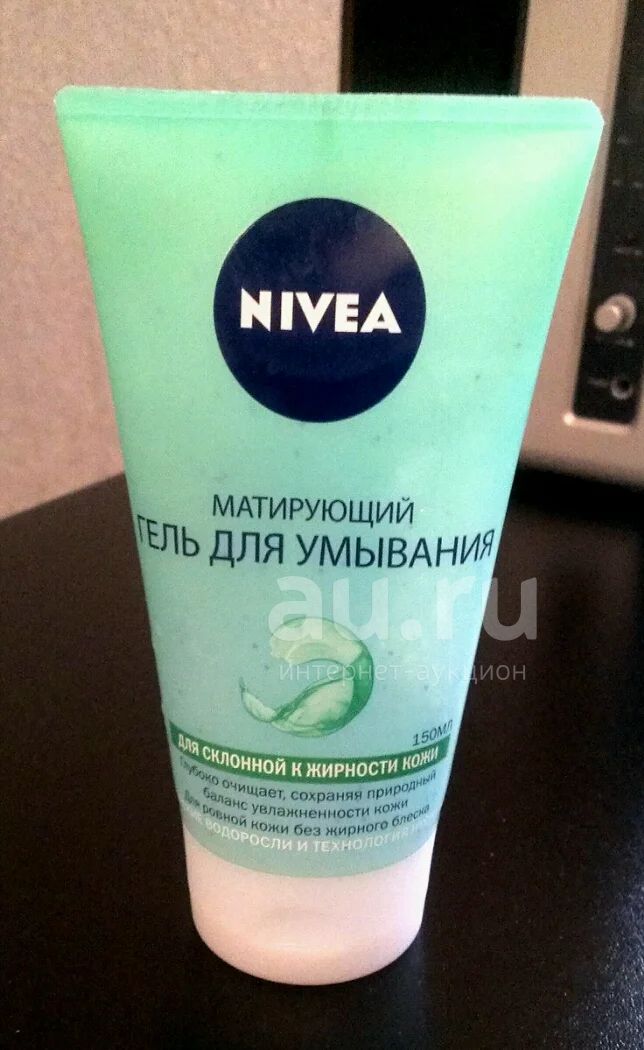 NIVEA
МАТИРУЮЩИЙ
ГЕЛЬ ДЛЯ УМЫВАНИЯ
au.ru
интернет-аукцион
150МЛ
ДЛЯ СКЛОННОЙ К ЖИРНОСТИ КОЖИ
Глубоко очищает, сохраняя природный
баланс увлажненности кожи
Для ровной кожи без жирного блеска
ВОДОРОСЛИ И ТЕХНОЛОГИЯ